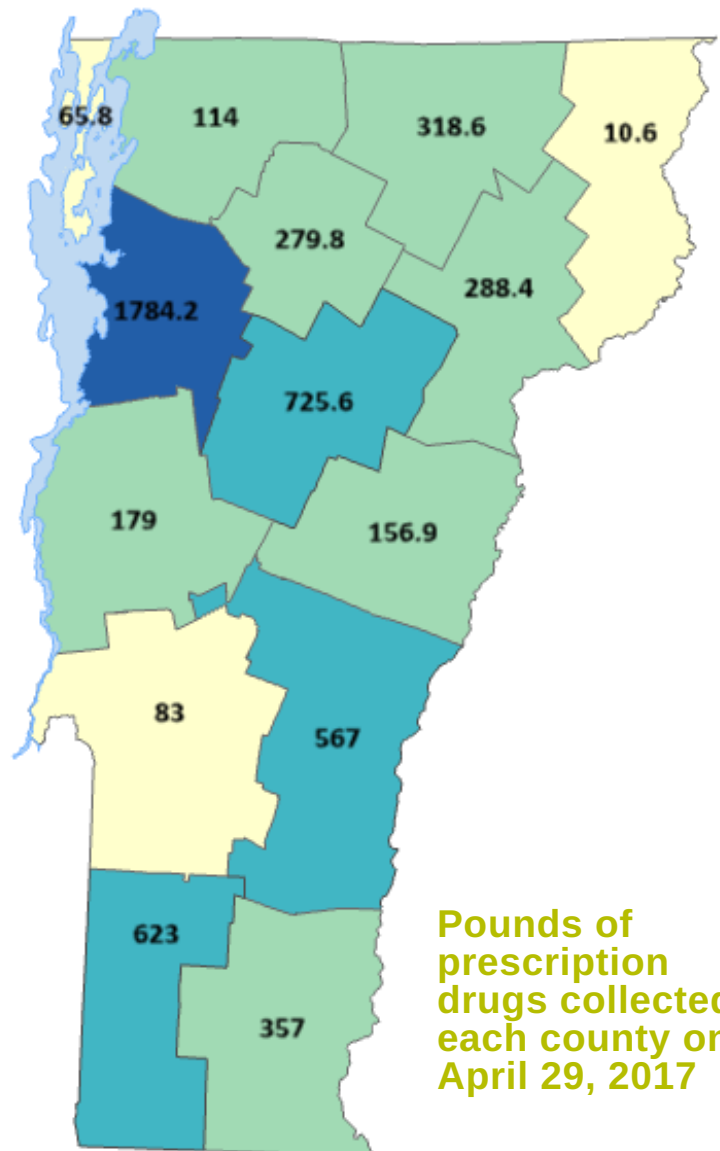 65.8
114
318.6
10.6
279.8
288.4
1784.2
725.6
179
156.9
83
567
623
357
Pounds of
prescription
drugs collected
each county
April 29, 2017